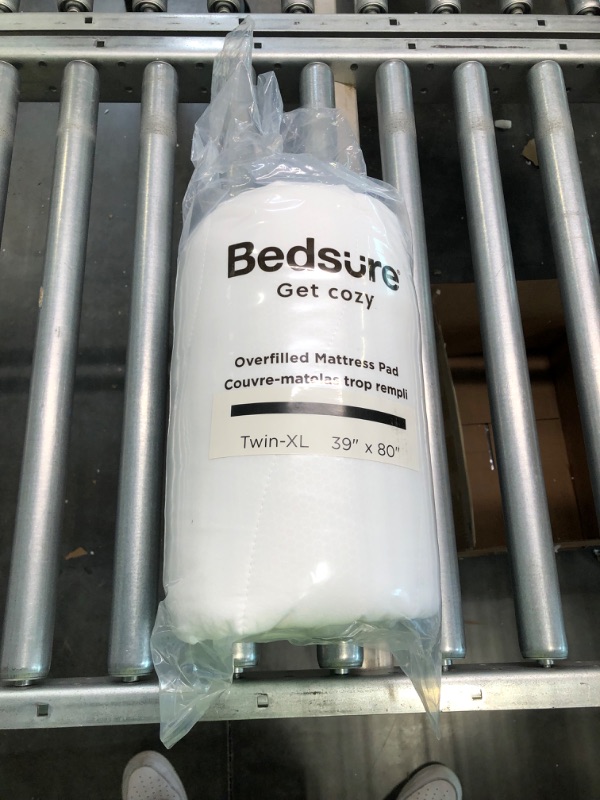 Bedsure
Get cozy
Overfilled Mattress Pad
Couvre-matelas trop rempli
Twin-XL 39" x 80"